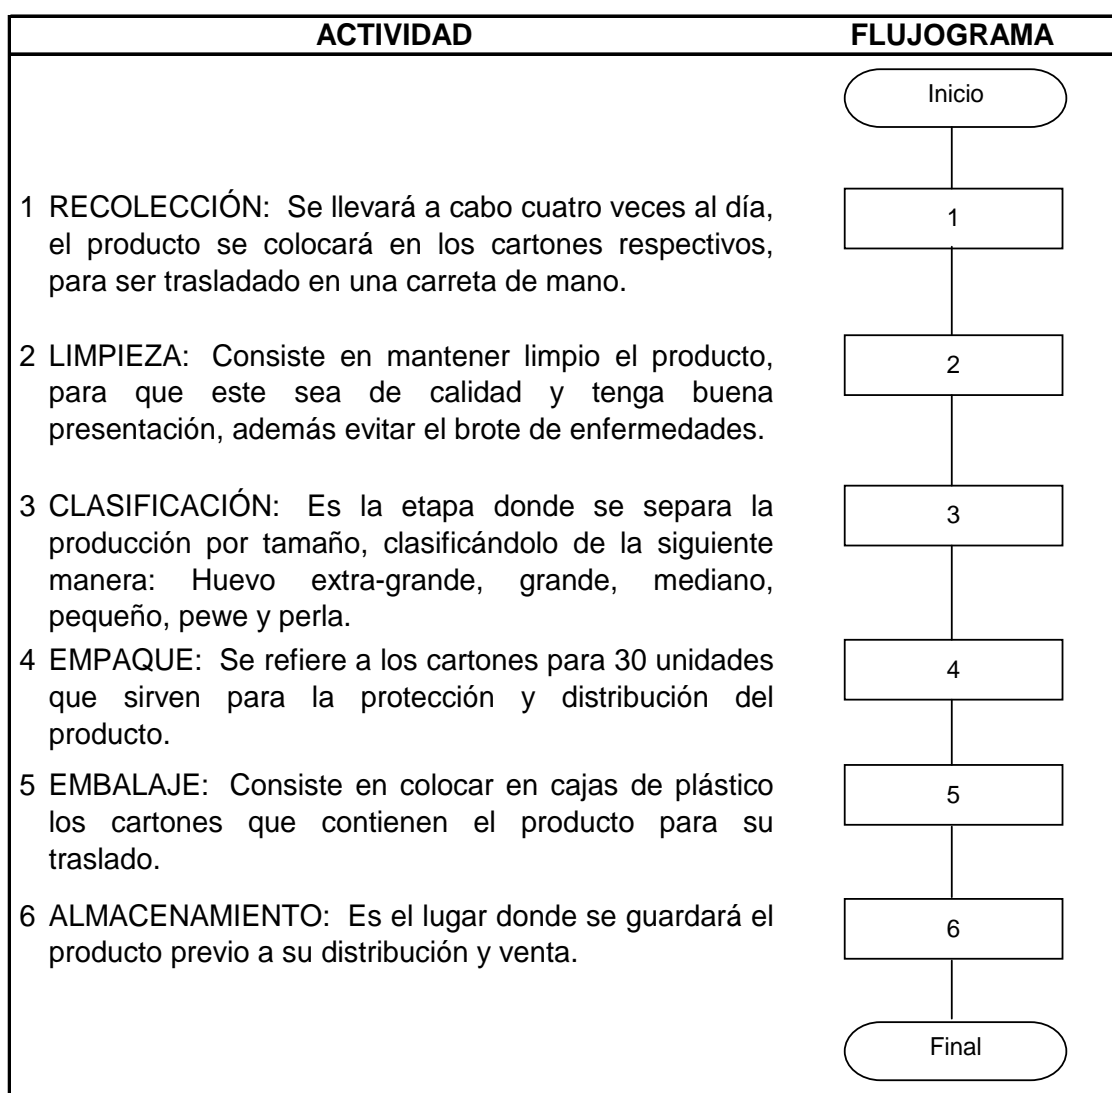 ACTIVIDAD FLUJOGRAMA
Inicio
1 RECOLECCIÓN: Se llevará a cabo cuatro veces al día,
el producto se colocará en los cartones respectivos,
para ser trasladado en una carreta de mano.
1
2 LIMPIEZA: Consiste en mantener limpio el producto,
para que este sea de calidad y tenga buena
presentación, además evitar el brote de enfermedades.
2
3 CLASIFICACIÓN: Es la etapa donde se separa la
producción por tamaño, clasificándolo de la siguiente
manera: Huevo extra-grande, grande, mediano,
pequeño, pewe y perla.
3
4 EMPAQUE: Se refiere a los cartones para 30 unidades
que sirven para la protección y distribución del
producto.
4
5 EMBALAJE: Consiste en colocar en cajas de plástico
los cartones que contienen el producto para su
traslado.
5
6 ALMACENAMIENTO: Es el lugar donde se guardará el
producto previo a su distribución y venta.
6
Final